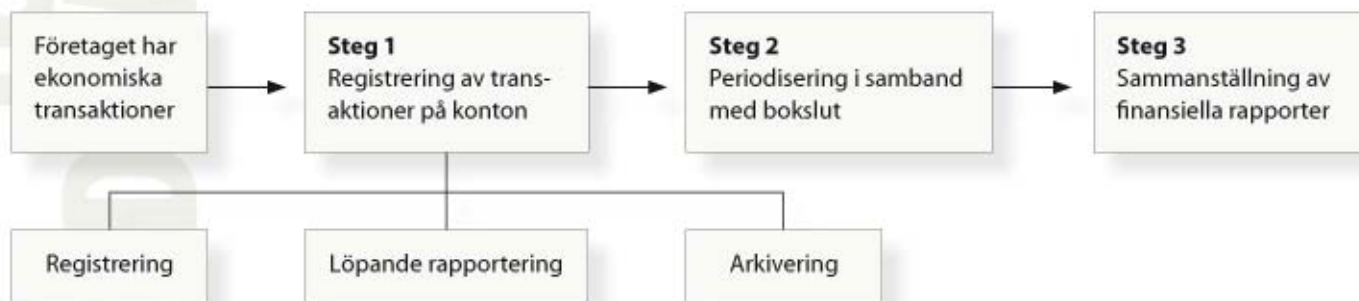 Företaget har
ekonomiska
transaktioner
Steg 1
Registrering av trans-
aktioner på konton
Steg 2
Periodisering i samband
med bokslut
Steg 3
Sammanställning av
finansiella rapporter
Registrering
Löpande rapportering
Arkivering